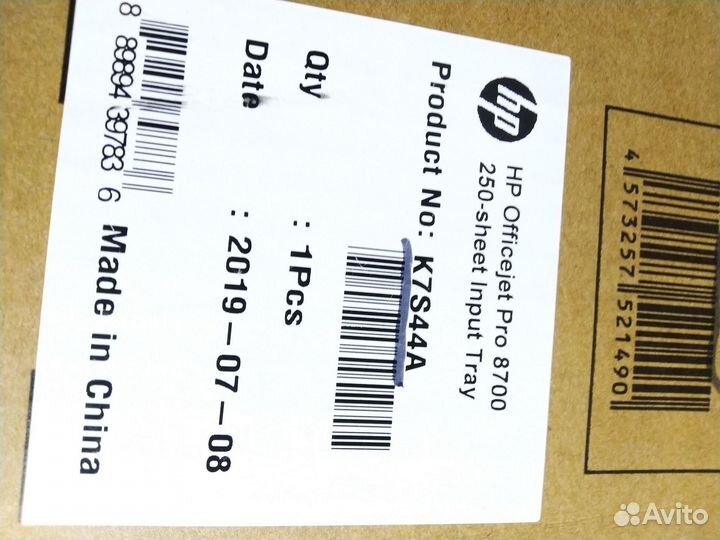 hp
HP Officejet Pro 8700
250-sheet Input Tray
Product No: K7S44A
Qty : 1Pcs
Date : 2019-07-08
8 89894 39783 6
Made in China
4 573257 521490
Avito